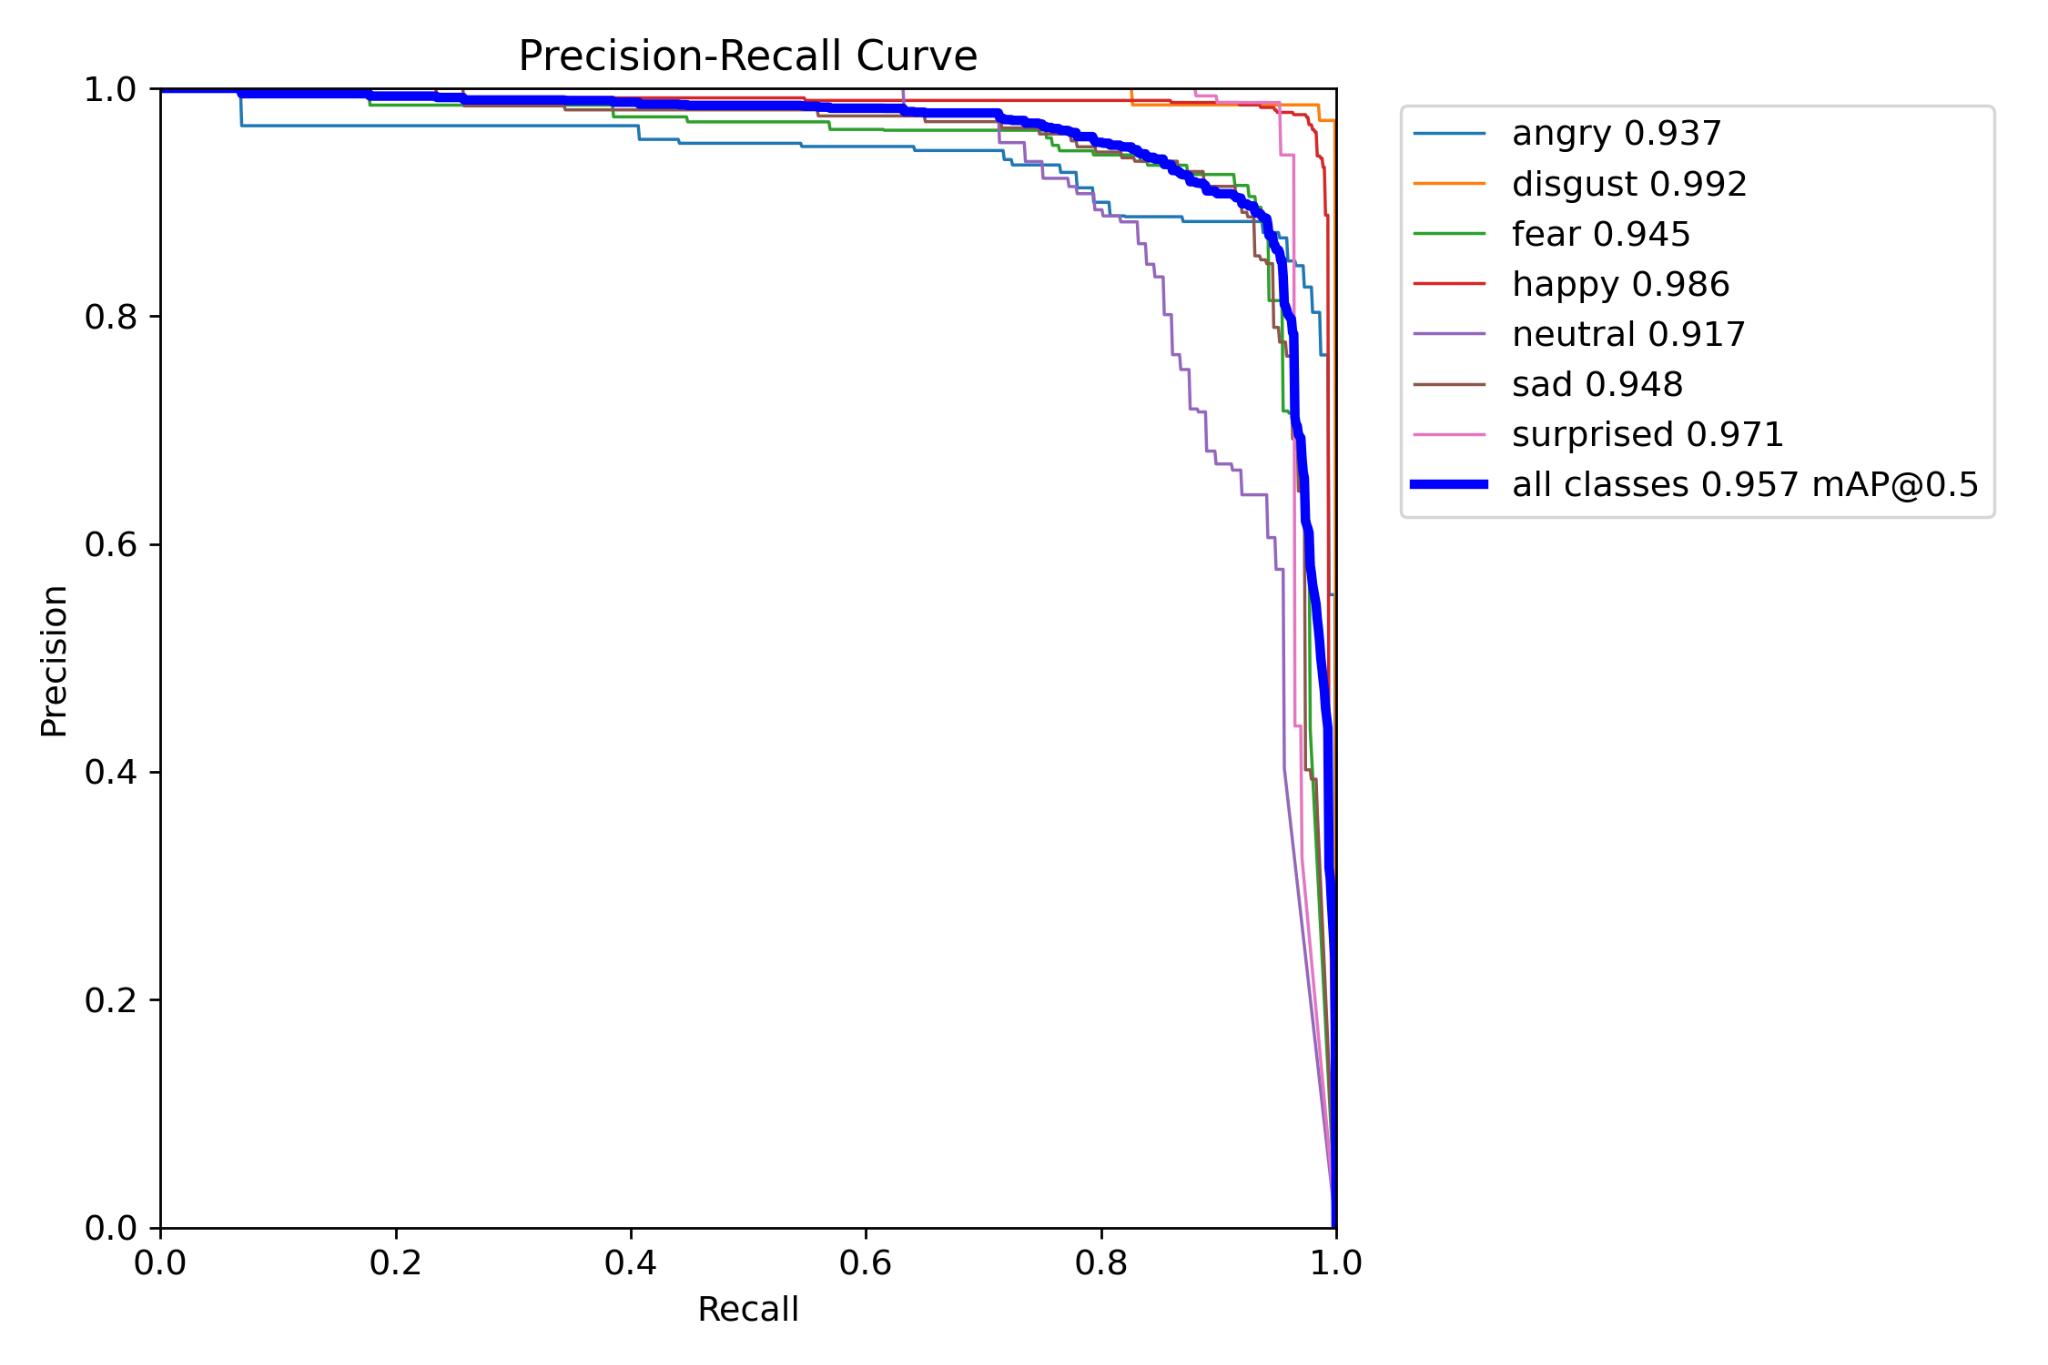 Precision-Recall Curve
1.0
0.8
0.6
0.4
0.2
0.0
Precision
0.0 0.2 0.4 0.6 0.8 1.0
Recall
angry 0.937
disgust 0.992
fear 0.945
happy 0.986
neutral 0.917
sad 0.948
surprised 0.971
all classes 0.957 mAP@0.5